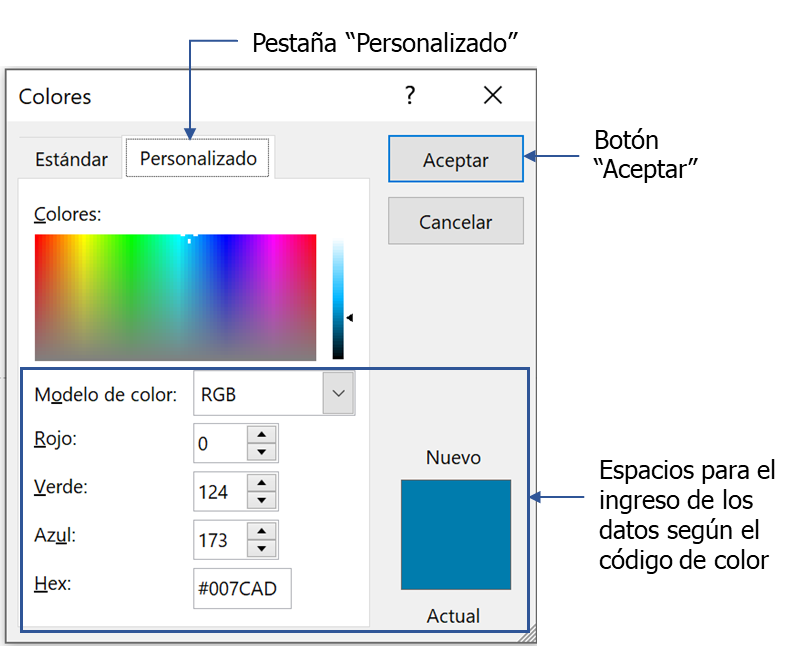 Pestaña “Personalizado”
Colores
?
Estándar
Personalizado
Aceptar
Botón
“Aceptar”
Cancelar
Colores:
Modelo de color: RGB
Rojo: 0
Verde: 124
Azul: 173
Hex: #007CAD
Nuevo
Actual
Espacios para el
ingreso de los
datos según el
código de color